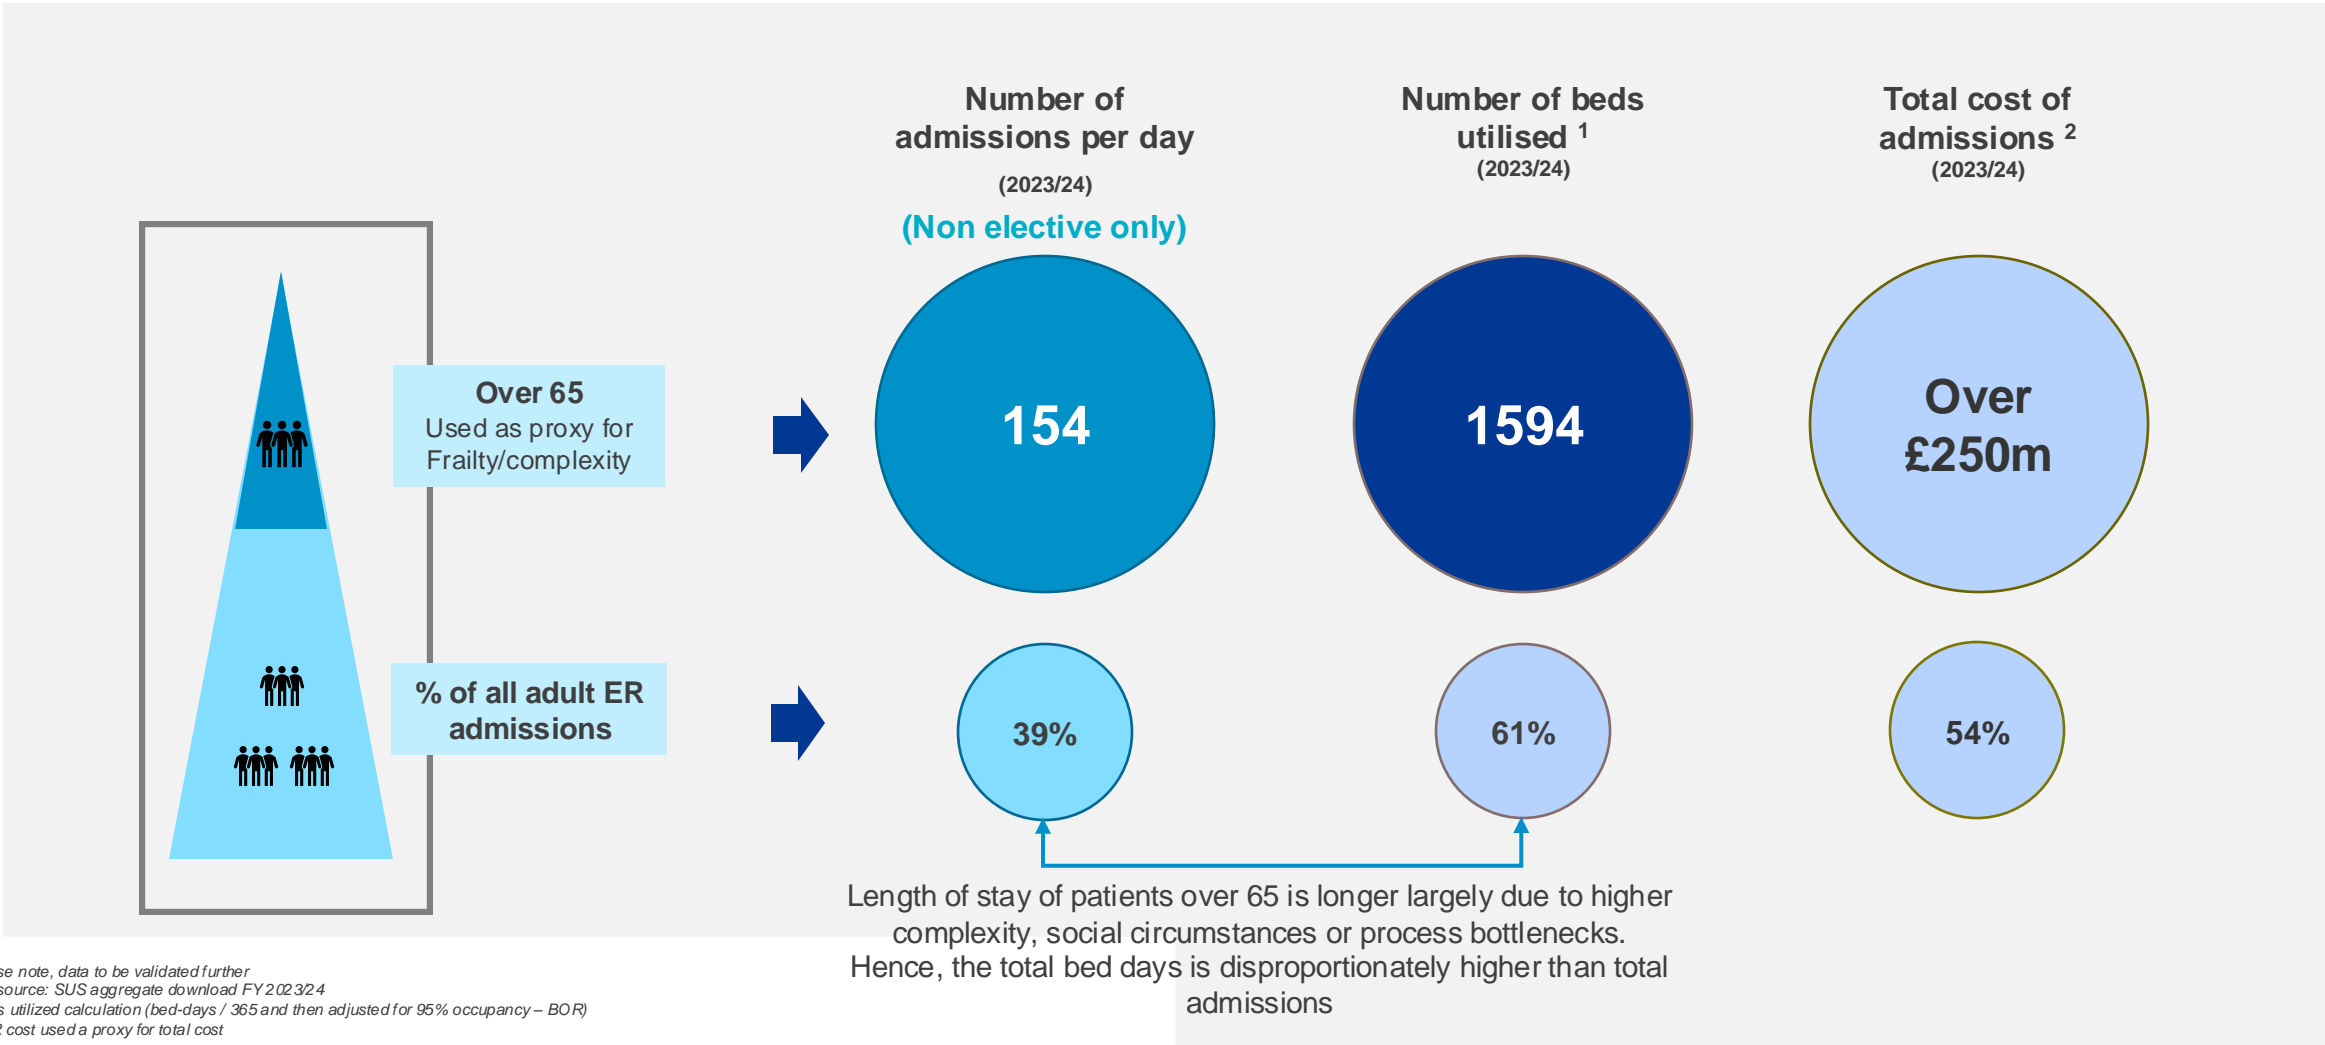 Number of
admissions per day
(2023/24)
(Non elective only)
Number of beds
utilised 1
(2023/24)
Total cost of
admissions 2
(2023/24)
Over 65
Used as proxy for
Frailty/complexity
154
1594
Over
£250m
% of all adult ER
admissions
39%
61%
54%
Length of stay of patients over 65 is longer largely due to higher
complexity, social circumstances or process bottlenecks.
Hence, the total bed days is disproportionately higher than total
admissions
note, data to be validated further
source: SUS aggregate download FY 2023/24
utilized calculation (bed-days / 365 and then adjusted for 95% occupancy – BOR)
cost used a proxy for total cost